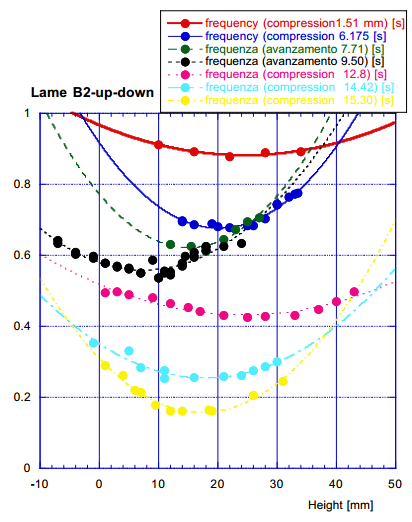 frequency (compression1.51 mm) [s]
frequency (compression 6.175 mm) [s]
frequenza (avanzamento 7.71) [s]
frequenza (avanzamento 9.50) [s]
frequenza (compression 12.8) [s]
frequenza (compression 14.42) [s]
frequenza (compression 15.30) [s]
Lame B2-up-down
1
0.8
0.6
0.4
0.2
0
-10 0 10 20 30 40 50
Height [mm]